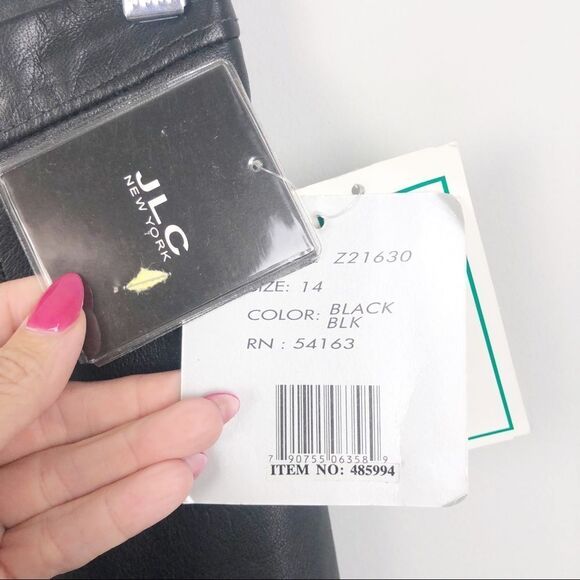 JLC
NEW YORK
Z21630
SIZE: 14
COLOR: BLACK
BLK
RN : 54163
7 90755 06358 9
ITEM NO: 485994